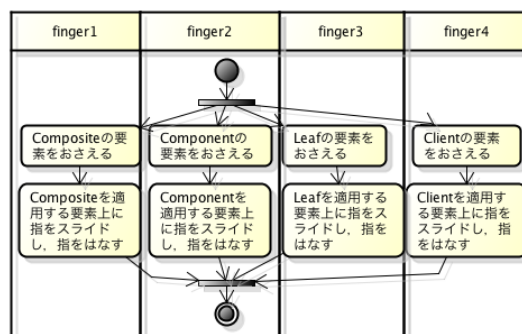 finger1
finger2
finger3
finger4
Compositeの要
素をおさえる
Componentの
要素をおさえる
Leafの要素を
おさえる
Clientの要素
をおさえる
Compositeを適
用する要素上に
指をスライド
し，指をはなす
Componentを
適用する要素上
に指をスライド
し，指をはなす
Leafを適用する
要素上に指をス
ライドし，指を
はなす
Clientを適用す
る要素上に指を
スライドし，指
をはなす